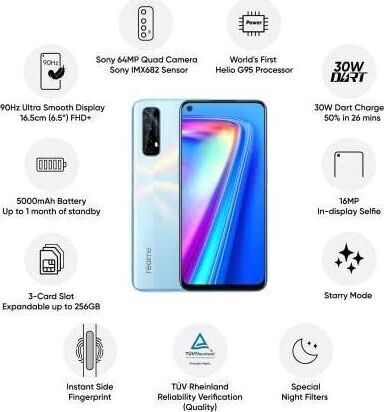 Power
Sony 64MP Quad Camera
Sony IMX682 Sensor
World's First
Helio G95 Processor
90Hz
30W
DART
90Hz Ultra Smooth Display
16.5cm (6.5") FHD+
30W Dart Charge
50% in 26 mins
5000mAh Battery
Up to 1 month of standby
16MP
In-display Selfie
realme
3-Card Slot
Expandable up to 256GB
Starry Mode
TÜVRheinland
Instant Side
Fingerprint
TÜV Rheinland
Reliability Verification
(Quality)
Special
Night Filters